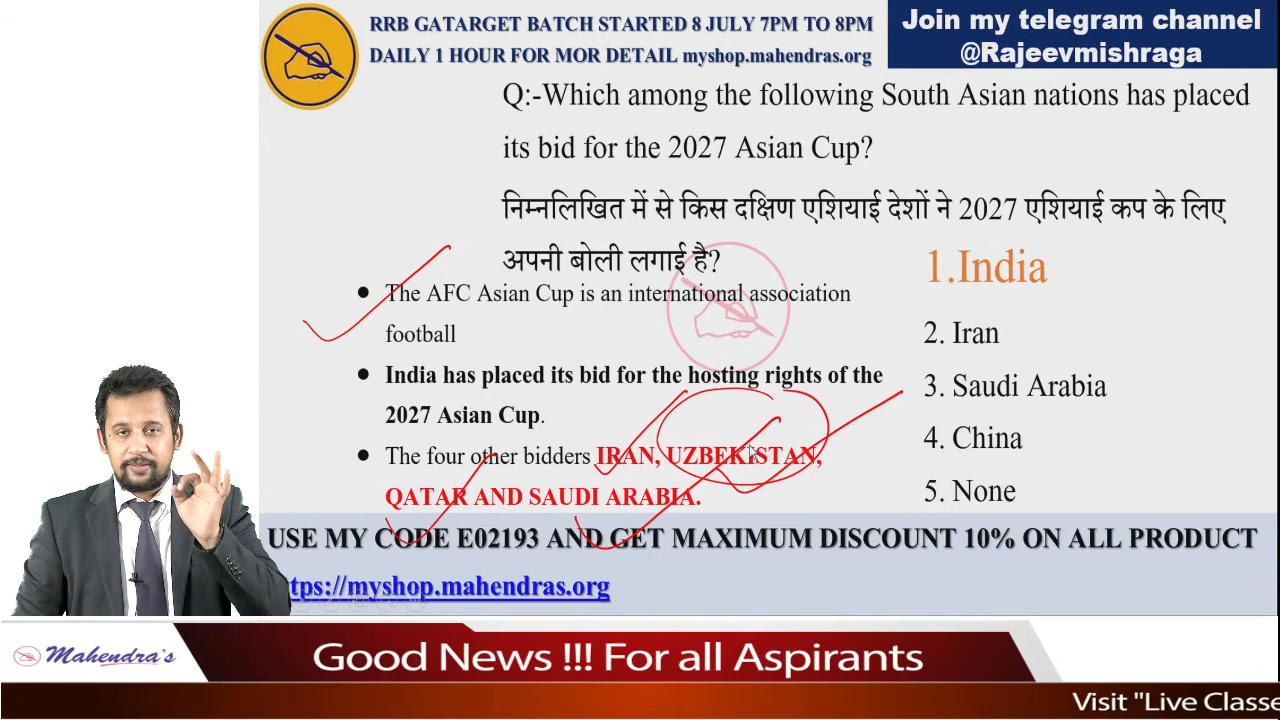 RRB GATARGET BATCH STARTED 8 JULY 7PM TO 8PM
DAILY 1 HOUR FOR MOR DETAIL myshop.mahendras.org
Join my telegram channel
@Rajeevmishraga
Q:-Which among the following South Asian nations has placed
its bid for the 2027 Asian Cup?
निम्नलिखित में से किस दक्षिण एशियाई देशों ने 2027 एशियाई कप के लिए
अपनी बोली लगाई है?
● The AFC Asian Cup is an international association
football
● India has placed its bid for the hosting rights of the
2027 Asian Cup.
● The four other bidders IRAN, UZBEKISTAN,
QATAR AND SAUDI ARABIA.
1.India
2. Iran
3. Saudi Arabia
4. China
5. None
USE MY CODE E02193 AND GET MAXIMUM DISCOUNT 10% ON ALL PRODUCT
ttps://myshop.mahendras.org
Mahendra's
Good News !!! For all Aspirants
Visit "Live Classe